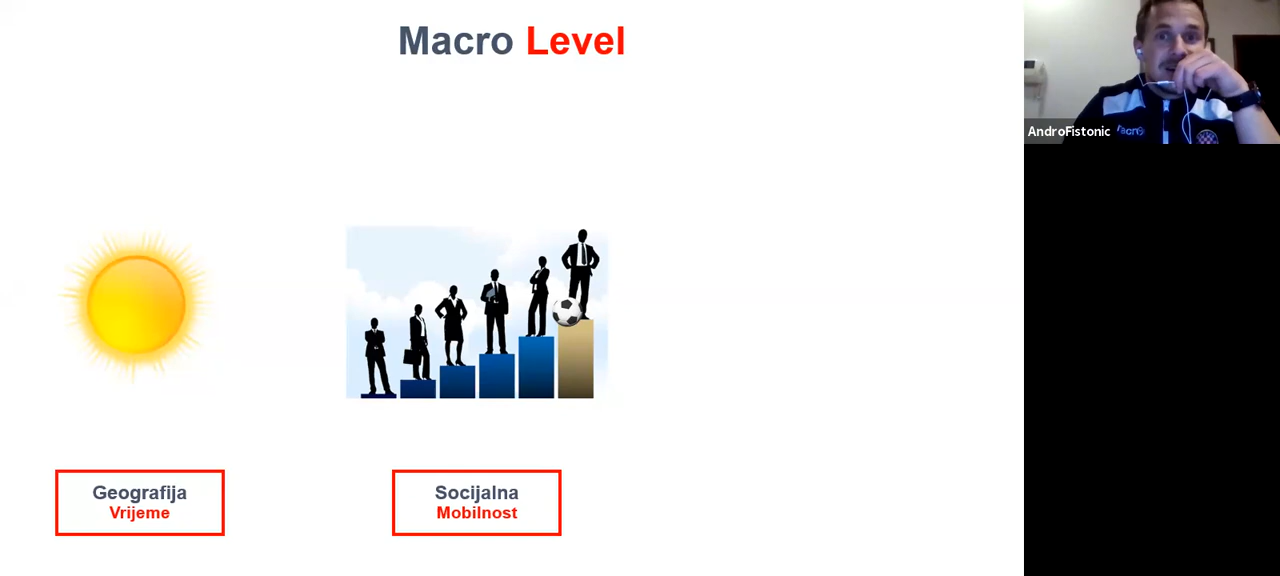 Macro Level
AndroFistonic
Geografija
Vrijeme
Socijalna
Mobilnost